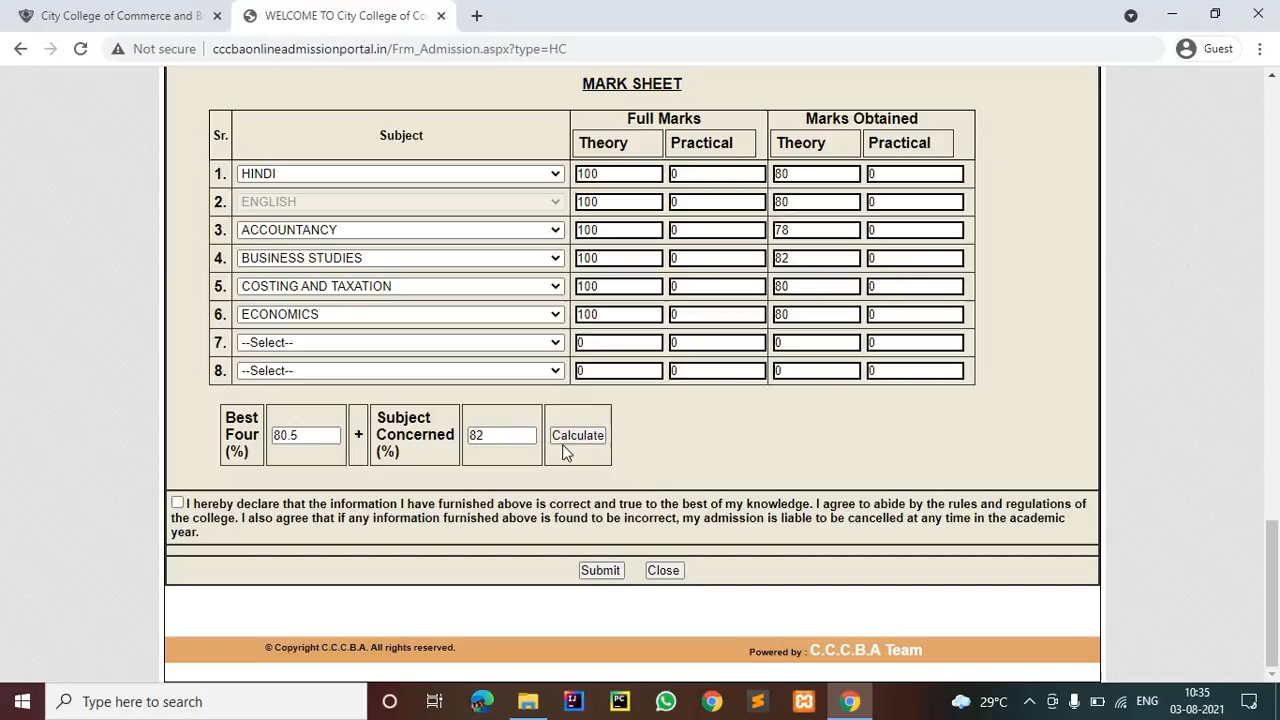 City College of Commerce and B
WELCOME TO City College of Co
Not secure
cccbaonlineadmissionportal.in/Frm_Admission.aspx?type=HC
Guest
MARK SHEET
Sr. Subject Full Marks Marks Obtained
Theory Practical Theory Practical
1. HINDI 100 0 80 0
2. ENGLISH 100 0 80 0
3. ACCOUNTANCY 100 0 78 0
4. BUSINESS STUDIES 100 0 82 0
5. COSTING AND TAXATION 100 0 80 0
6. ECONOMICS 100 0 80 0
7. --Select-- 0 0 0 0
8. --Select-- 0 0 0 0
Best Four (%) 80.5 + Subject Concerned (%) 82 Calculate
I hereby declare that the information I have furnished above is correct and true to the best of my knowledge. I agree to abide by the rules and regulations of
the college. I also agree that if any information furnished above is found to be incorrect, my admission is liable to be cancelled at any time in the academic
year.
Submit Close
© Copyright C.C.C.B.A. All rights reserved.
Powered by : C.C.C.B.A Team
Type here to search
29°C
ENG
10:35
03-08-2021